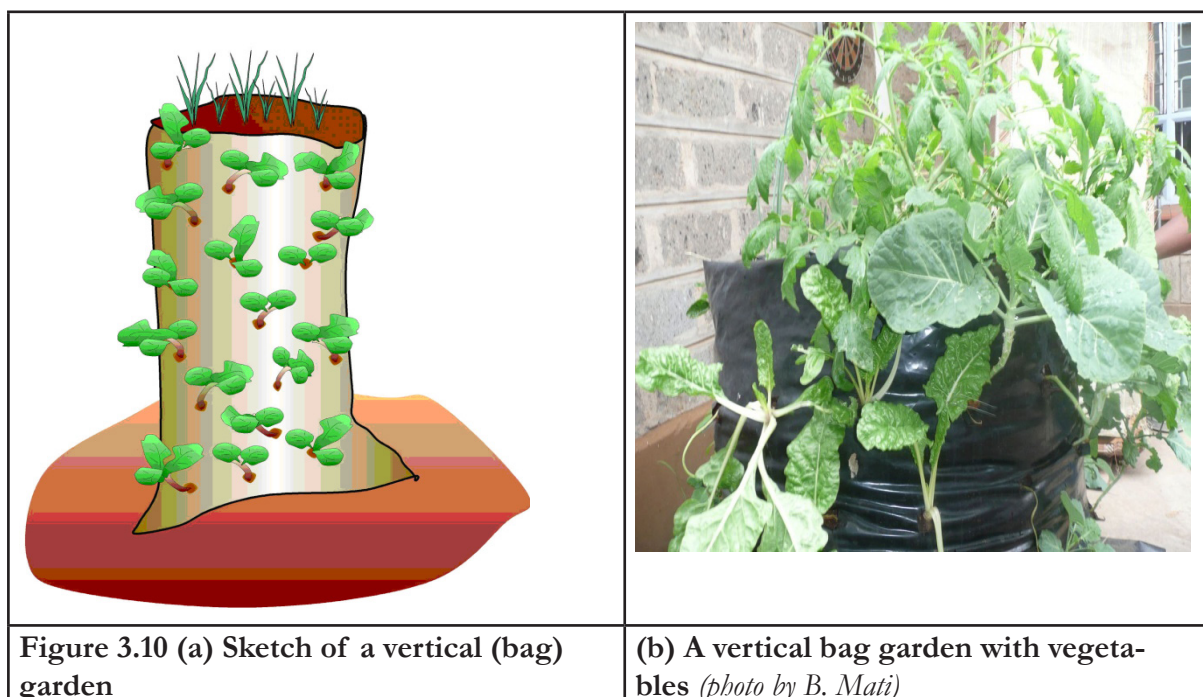 Figure 3.10 (a) Sketch of a vertical (bag)
garden
(b) A vertical bag garden with vegeta-
bles (photo by B. Mati)